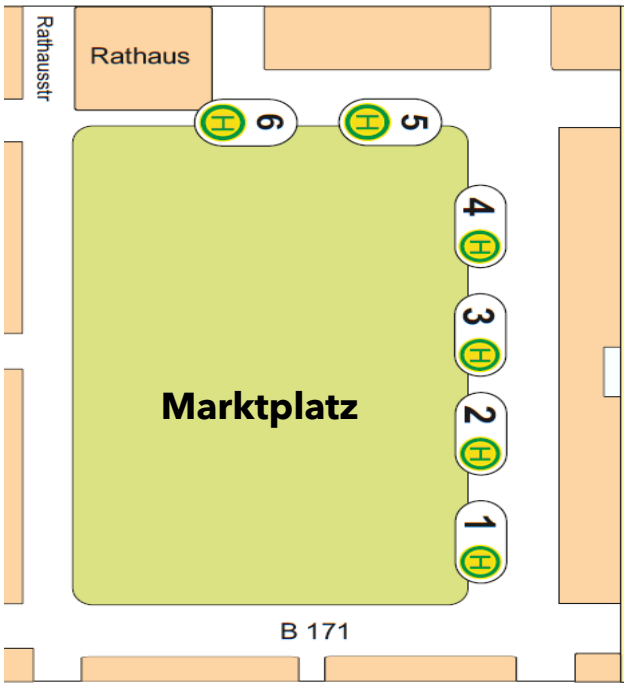 Rathausstr
Rathaus
H 6
H 5
4 H
3 H
2 H
1 H
Marktplatz
B 171